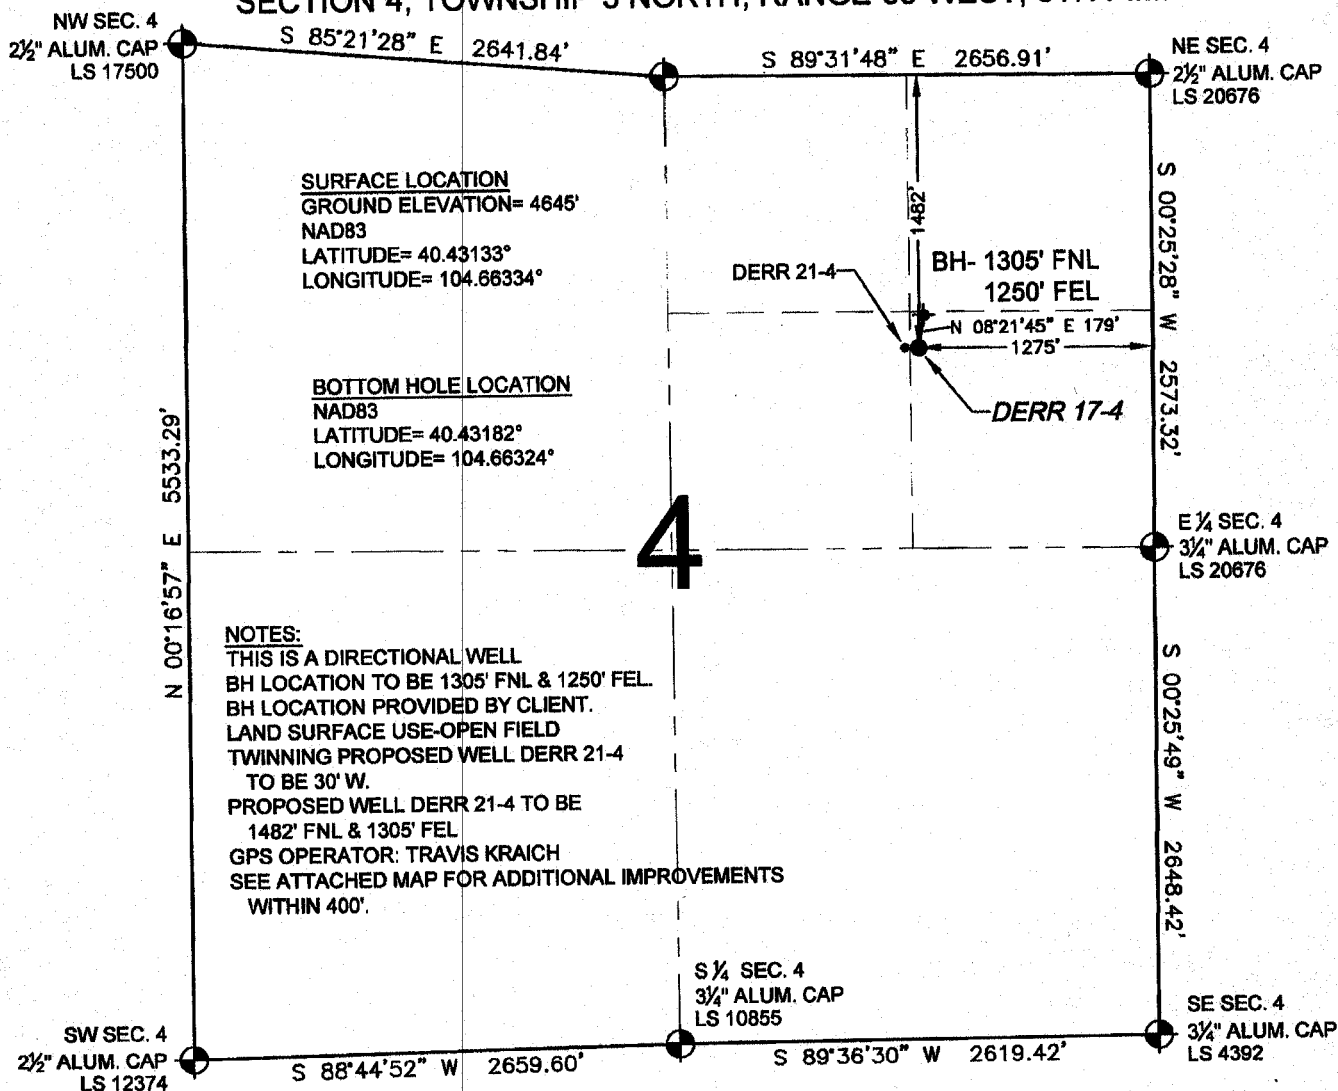 NW SEC. 4
2½" ALUM. CAP
LS 17500
S 85°21'28" E 2641.84'
S 89°31'48" E 2656.91'
NE SEC. 4
2½" ALUM. CAP
LS 20676
SURFACE LOCATION
GROUND ELEVATION= 4645'
NAD83
LATITUDE= 40.43133°
LONGITUDE= 104.66334°
1482'
S 00°25'28" W 2573.32'
DERR 21-4
BH- 1305' FNL
1250' FEL
N 08°21'45" E 179'
1275'
DERR 17-4
BOTTOM HOLE LOCATION
NAD83
LATITUDE= 40.43182°
LONGITUDE= 104.66324°
N 00°16'57" E 5533.29'
4
E ¼ SEC. 4
3¼" ALUM. CAP
LS 20676
NOTES:
THIS IS A DIRECTIONAL WELL
BH LOCATION TO BE 1305' FNL & 1250' FEL.
BH LOCATION PROVIDED BY CLIENT.
LAND SURFACE USE-OPEN FIELD
TWINNING PROPOSED WELL DERR 21-4
TO BE 30' W.
PROPOSED WELL DERR 21-4 TO BE
1482' FNL & 1305' FEL
GPS OPERATOR: TRAVIS KRAICH
SEE ATTACHED MAP FOR ADDITIONAL IMPROVEMENTS
WITHIN 400'.
S 00°25'49" W 2648.42'
S ¼ SEC. 4
3¼" ALUM. CAP
LS 10855
SW SEC. 4
2½" ALUM. CAP
LS 12374
S 88°44'52" W 2659.60'
S 89°36'30" W 2619.42'
SE SEC. 4
3¼" ALUM. CAP
LS 4392